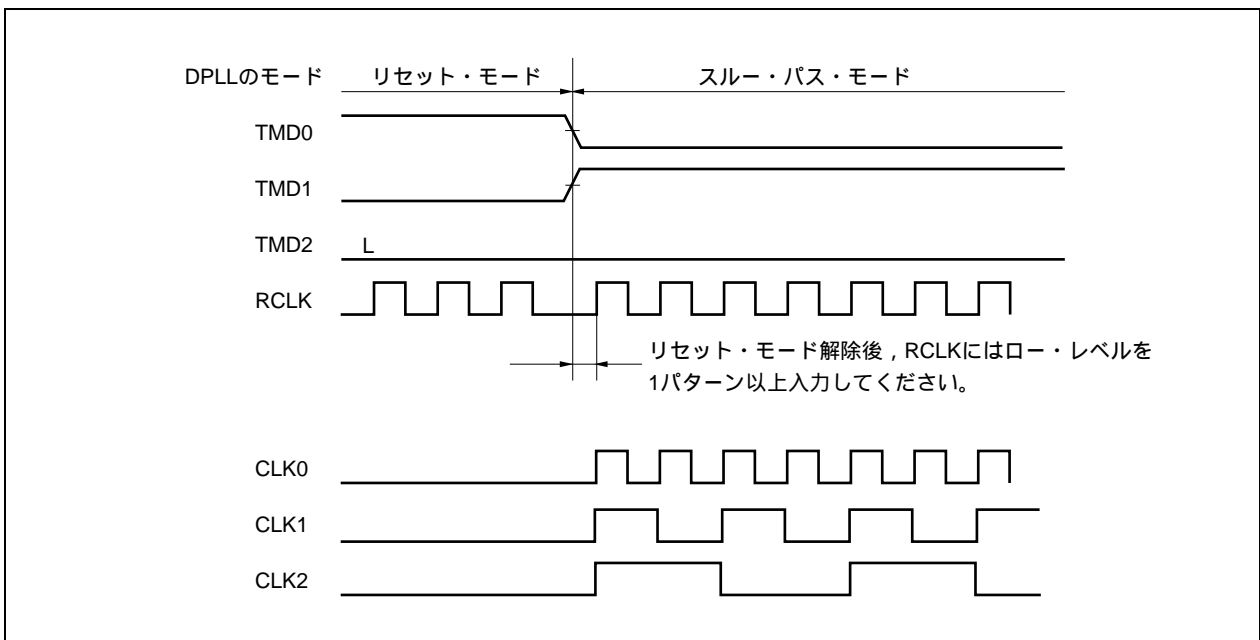 DPLLのモード リセット・モード スルー・パス・モード
TMD0
TMD1
TMD2 L
RCLK
リセット・モード解除後，RCLKにはロー・レベルを
1パターン以上入力してください。
CLK0
CLK1
CLK2